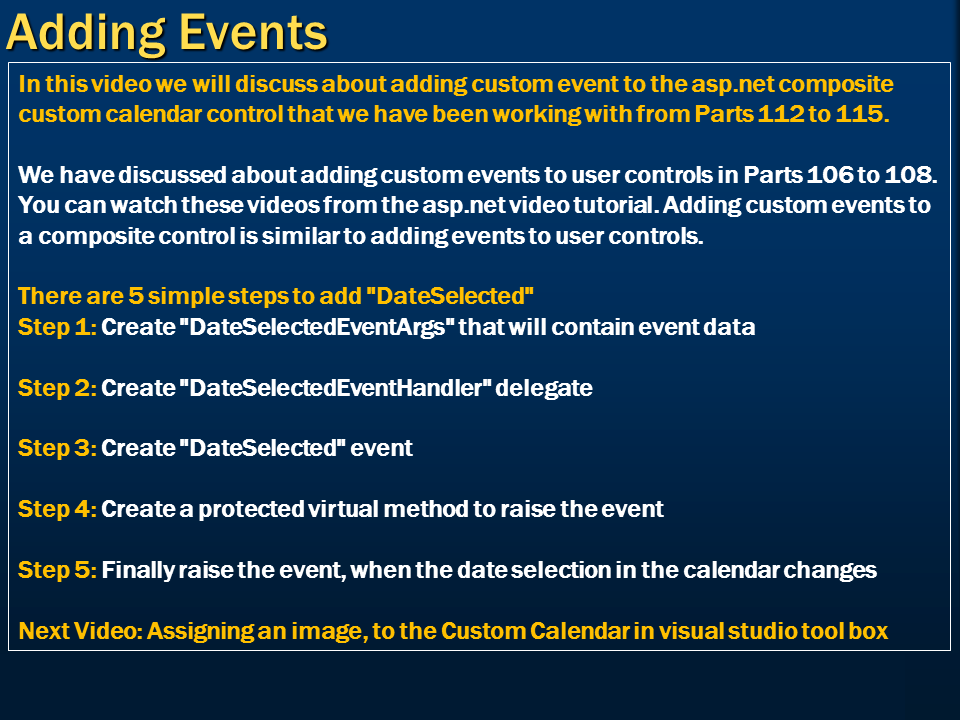 Adding Events
In this video we will discuss about adding custom event to the asp.net composite
custom calendar control that we have been working with from Parts 112 to 115.
We have discussed about adding custom events to user controls in Parts 106 to 108.
You can watch these videos from the asp.net video tutorial. Adding custom events to
a composite control is similar to adding events to user controls.
There are 5 simple steps to add "DateSelected"
Step 1: Create "DateSelectedEventArgs" that will contain event data
Step 2: Create "DateSelectedEventHandler" delegate
Step 3: Create "DateSelected" event
Step 4: Create a protected virtual method to raise the event
Step 5: Finally raise the event, when the date selection in the calendar changes
Next Video: Assigning an image, to the Custom Calendar in visual studio tool box